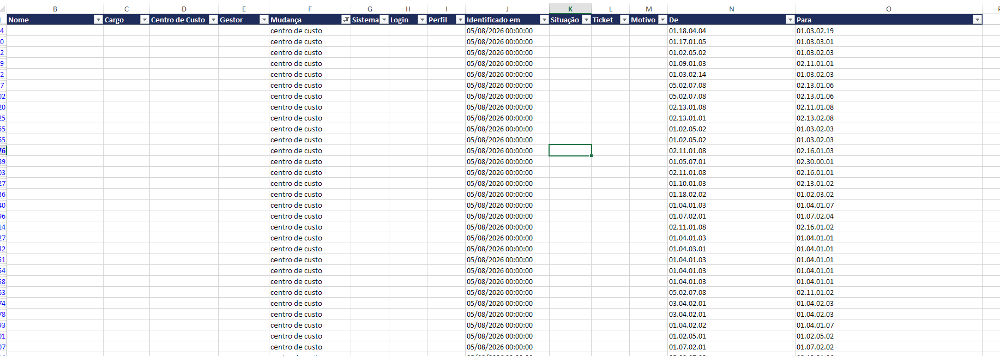 B C D E F G H I J K L M N O
1 Nome Cargo Centro de Custo Gestor Mudança Sistema Login Perfil Identificado em Situação Ticket Motivo De Para
4 centro de custo 05/08/2026 00:00:00 01.18.04.04 01.03.02.19
0 centro de custo 05/08/2026 00:00:00 01.17.01.05 01.03.03.01
2 centro de custo 05/08/2026 00:00:00 01.02.05.02 01.03.02.03
9 centro de custo 05/08/2026 00:00:00 01.09.01.03 02.11.01.01
2 centro de custo 05/08/2026 00:00:00 01.03.02.14 01.03.02.03
7 centro de custo 05/08/2026 00:00:00 05.02.07.08 02.13.01.06
02 centro de custo 05/08/2026 00:00:00 05.02.07.08 02.13.01.06
20 centro de custo 05/08/2026 00:00:00 02.13.01.08 02.11.01.08
25 centro de custo 05/08/2026 00:00:00 02.13.01.01 02.13.02.08
55 centro de custo 05/08/2026 00:00:00 01.02.05.02 01.03.02.03
65 centro de custo 05/08/2026 00:00:00 01.02.05.02 01.03.02.03
76 centro de custo 05/08/2026 00:00:00 02.11.01.08 02.16.01.03
89 centro de custo 05/08/2026 00:00:00 01.05.07.01 02.30.00.01
03 centro de custo 05/08/2026 00:00:00 02.11.01.08 02.16.01.01
27 centro de custo 05/08/2026 00:00:00 01.10.01.03 02.13.01.02
36 centro de custo 05/08/2026 00:00:00 01.18.02.02 01.02.03.02
40 centro de custo 05/08/2026 00:00:00 01.04.01.03 01.04.01.07
96 centro de custo 05/08/2026 00:00:00 01.07.02.01 01.07.02.04
14 centro de custo 05/08/2026 00:00:00 02.11.01.08 02.16.01.02
27 centro de custo 05/08/2026 00:00:00 01.04.01.03 01.04.01.01
42 centro de custo 05/08/2026 00:00:00 01.04.03.01 01.04.01.01
51 centro de custo 05/08/2026 00:00:00 01.04.01.03 01.04.01.01
54 centro de custo 05/08/2026 00:00:00 01.04.01.03 01.04.01.01
58 centro de custo 05/08/2026 00:00:00 01.04.01.03 01.04.01.01
63 centro de custo 05/08/2026 00:00:00 05.02.07.08 02.11.01.02
74 centro de custo 05/08/2026 00:00:00 03.04.02.01 01.04.02.03
78 centro de custo 05/08/2026 00:00:00 03.04.02.01 01.04.02.03
93 centro de custo 05/08/2026 00:00:00 01.04.02.02 01.04.01.07
01 centro de custo 05/08/2026 00:00:00 01.02.05.01 01.02.05.02
07 centro de custo 05/08/2026 00:00:00 01.07.02.01 01.07.02.02